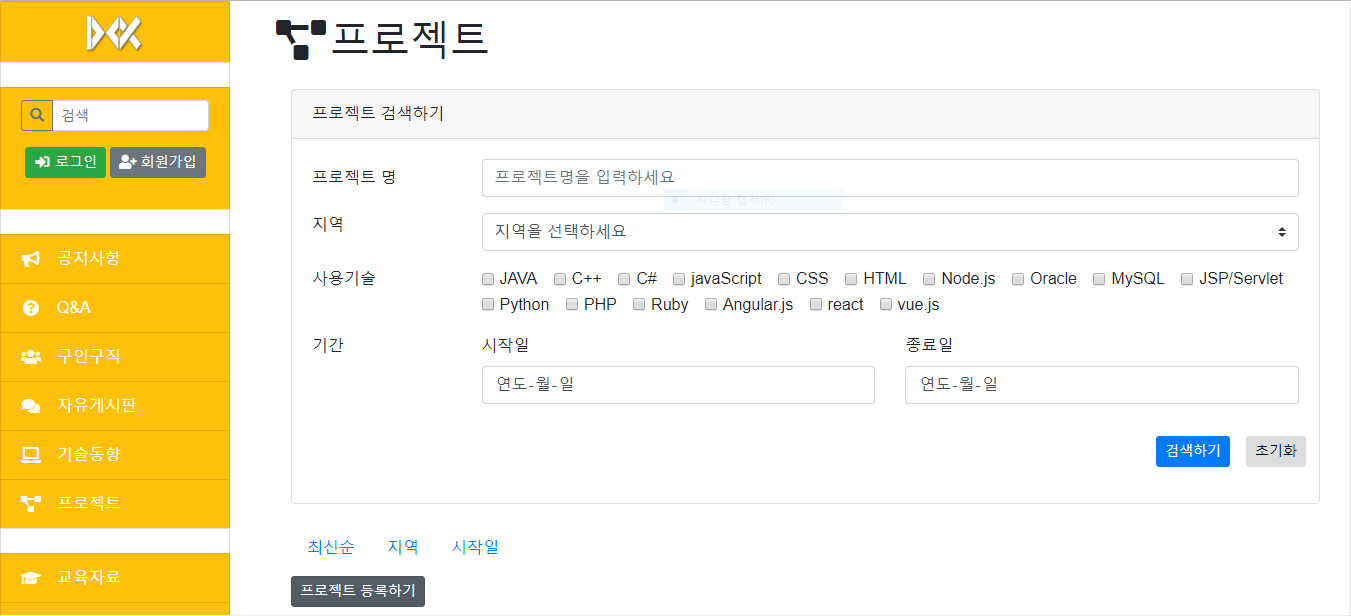 프로젝트
검색
로그인 회원가입
공지사항
Q&A
구인구직
자유게시판
기술동향
프로젝트
교육자료
프로젝트 검색하기
프로젝트 명 프로젝트명을 입력하세요
사각형 캡처(R)
지역 지역을 선택하세요
사용기술 JAVA C++ C# javaScript CSS HTML Node.js Oracle MySQL JSP/Servlet
Python PHP Ruby Angular.js react vue.js
기간 시작일 종료일
연도-월-일 연도-월-일
검색하기 초기화
최신순 지역 시작일
프로젝트 등록하기